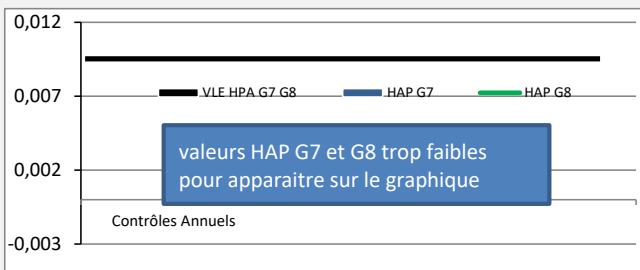 0,012
0,007
VLE HPA G7 G8 HAP G7 HAP G8
valeurs HAP G7 et G8 trop faibles
pour apparaitre sur le graphique
0,002
Contrôles Annuels
-0,003